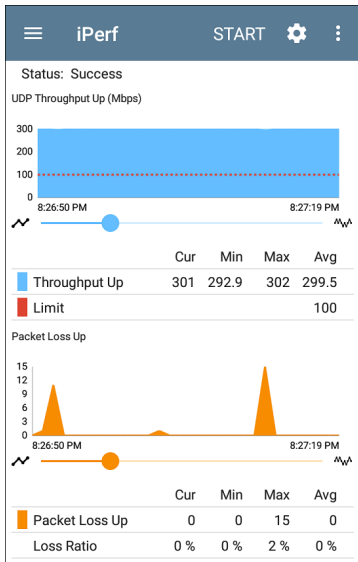 iPerf START
Status: Success
UDP Throughput Up (Mbps)
300
200
100
0
8:26:50 PM 8:27:19 PM
Cur Min Max Avg
Throughput Up 301 292.9 302 299.5
Limit 100
Packet Loss Up
15
12
9
6
3
0
8:26:50 PM 8:27:19 PM
Cur Min Max Avg
Packet Loss Up 0 0 15 0
Loss Ratio 0 % 0 % 2 % 0 %